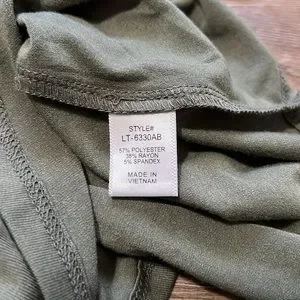 STYLE#
LT-6330AB
57% POLYESTER
38% RAYON
5% SPANDEX
MADE IN
VIETNAM